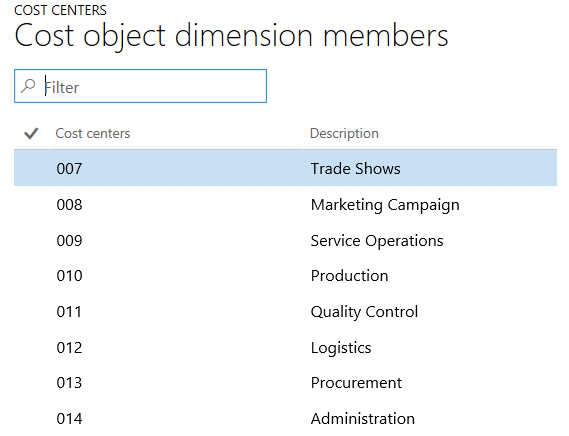 COST CENTERS
Cost object dimension members
Filter
Cost centers Description
007 Trade Shows
008 Marketing Campaign
009 Service Operations
010 Production
011 Quality Control
012 Logistics
013 Procurement
014 Administration